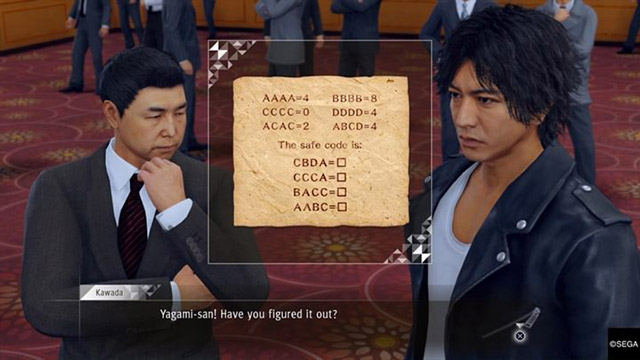 AAAA=4 BBBB=8
CCCC=0 DDDD=4
ACAC=2 ABCD=4
The safe code is:
CBDA=□
CCCA=□
BACC=□
AABC=□
Kawada
Yagami-san! Have you figured it out?
©SEGA